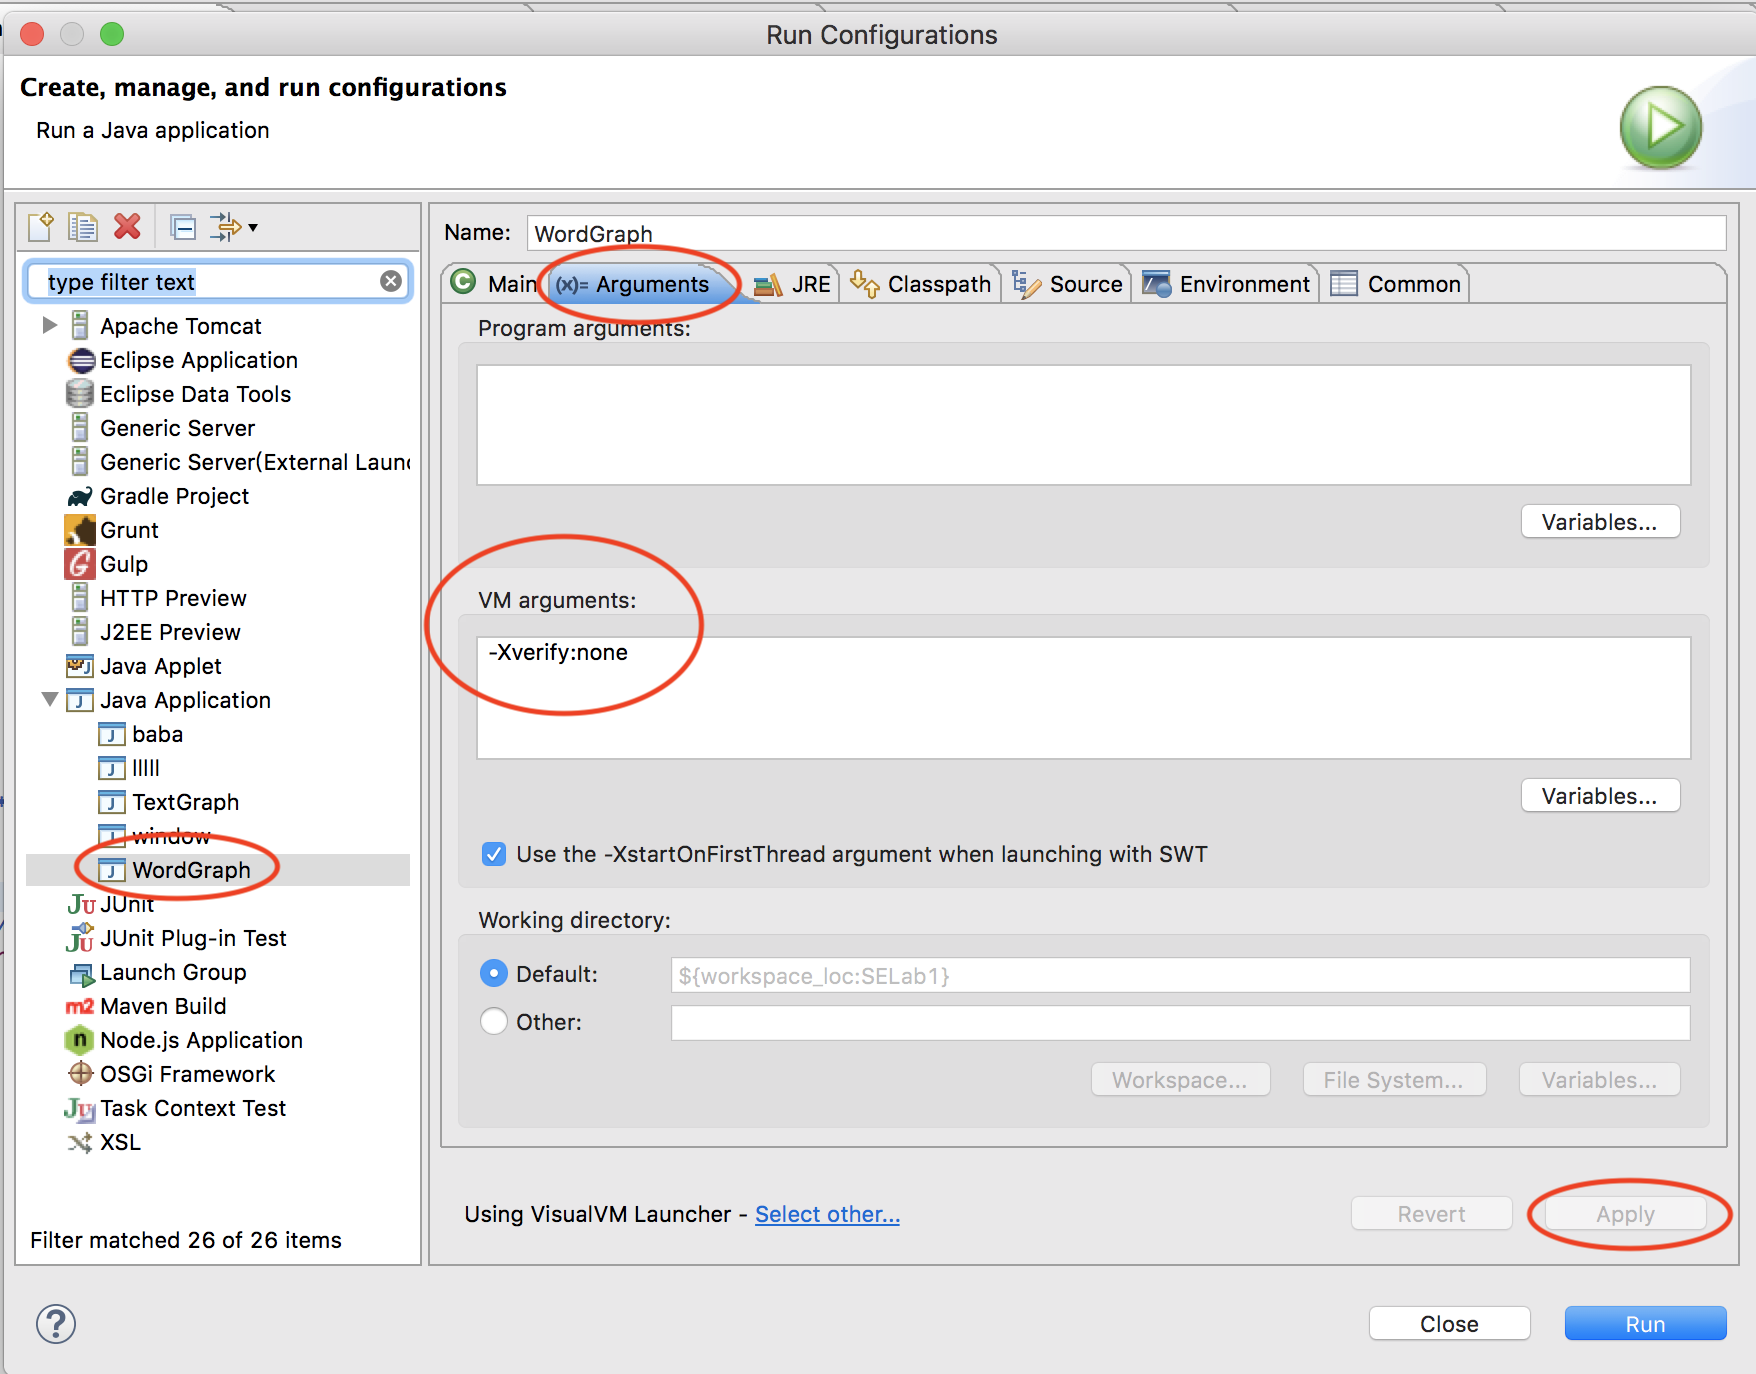 Run Configurations
Create, manage, and run configurations
Run a Java application
type filter text
Apache Tomcat
Eclipse Application
Eclipse Data Tools
Generic Server
Generic Server(External Laun
Gradle Project
Grunt
Gulp
HTTP Preview
J2EE Preview
Java Applet
Java Application
baba
lllll
TextGraph
window
WordGraph
JUnit
JUnit Plug-in Test
Launch Group
m2 Maven Build
Node.js Application
OSGi Framework
Task Context Test
XSL
Filter matched 26 of 26 items
Name: WordGraph
Main (x)= Arguments JRE Classpath Source Environment Common
Program arguments:
Variables...
VM arguments:
-Xverify:none
Variables...
Use the -XstartOnFirstThread argument when launching with SWT
Working directory:
Default: ${workspace_loc:SELab1}
Other:
Workspace... File System... Variables...
Using VisualVM Launcher - Select other...
Revert Apply
? Close Run